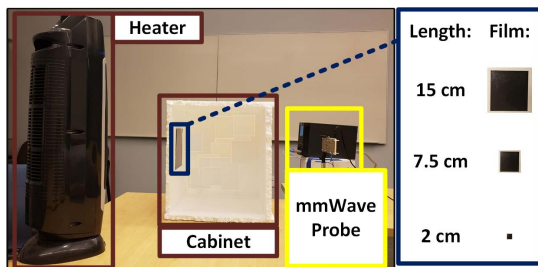 Heater
Cabinet
mmWave
Probe
Length: Film:
15 cm
7.5 cm
2 cm